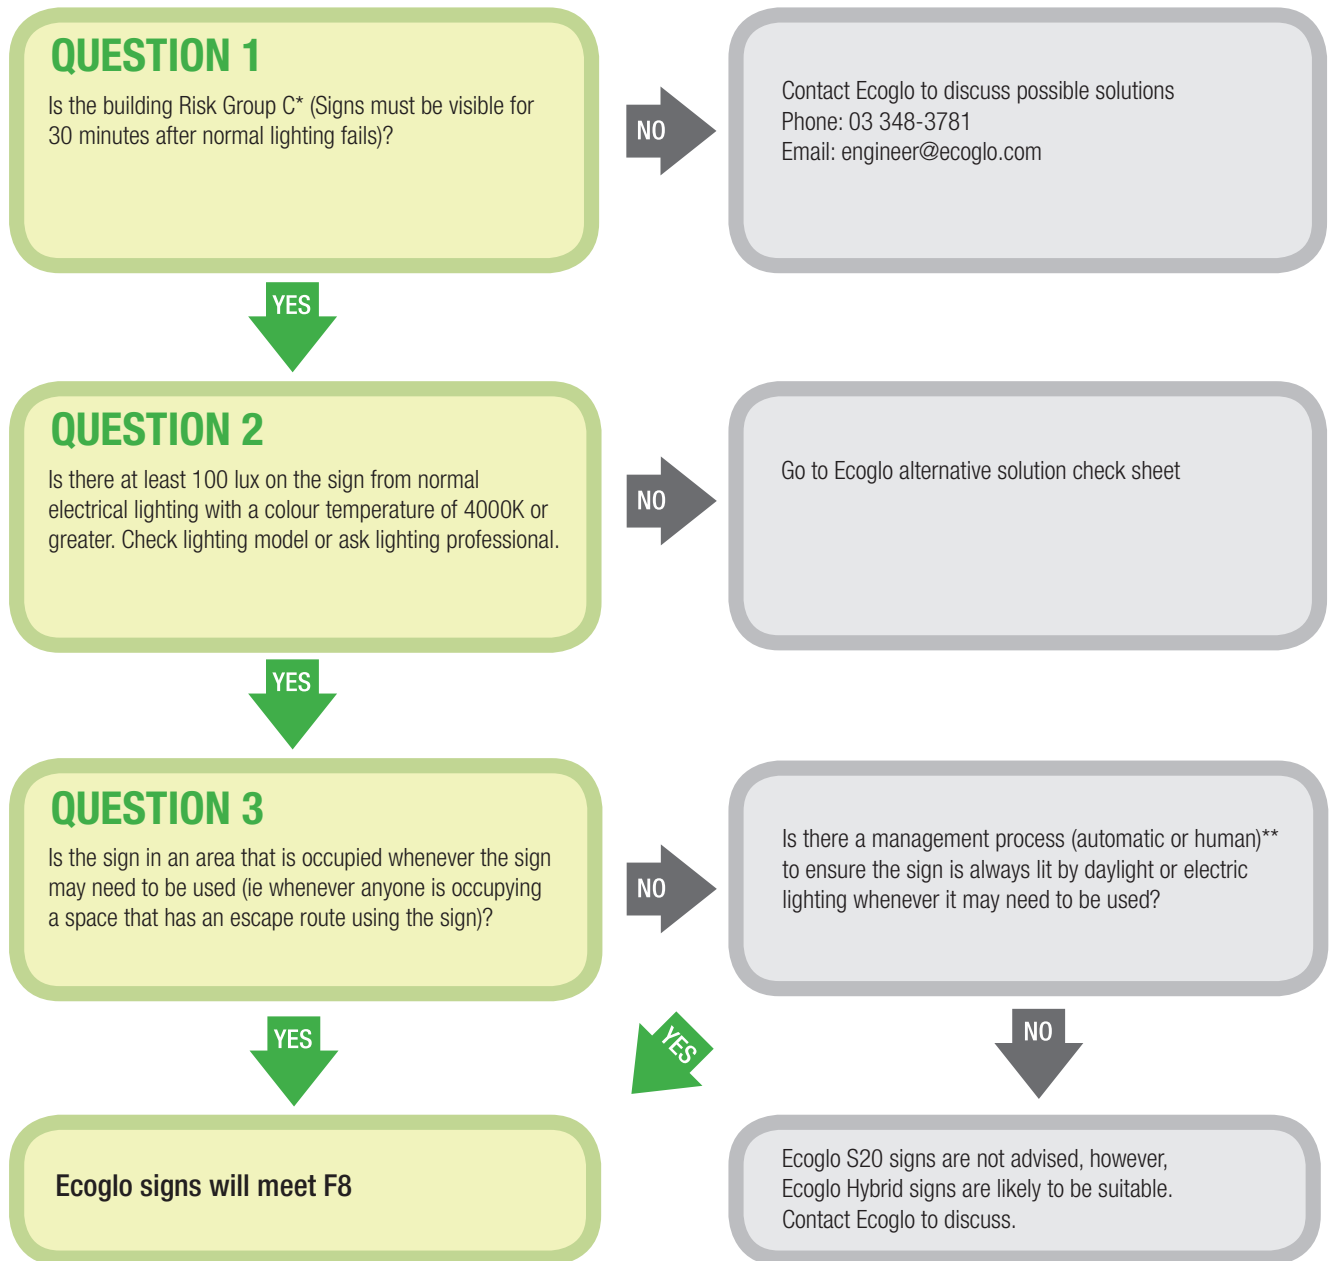 QUESTION 1
Is the building Risk Group C* (Signs must be visible for
30 minutes after normal lighting fails)?
NO
Contact Ecoglo to discuss possible solutions
Phone: 03 348-3781
Email: engineer@ecoglo.com
YES
QUESTION 2
Is there at least 100 lux on the sign from normal
electrical lighting with a colour temperature of 4000K or
greater. Check lighting model or ask lighting professional.
NO
Go to Ecoglo alternative solution check sheet
YES
QUESTION 3
Is the sign in an area that is occupied whenever the sign
may need to be used (ie whenever anyone is occupying
a space that has an escape route using the sign)?
NO
Is there a management process (automatic or human)**
to ensure the sign is always lit by daylight or electric
lighting whenever it may need to be used?
YES
YES
NO
Ecoglo signs will meet F8
Ecoglo S20 signs are not advised, however,
Ecoglo Hybrid signs are likely to be suitable.
Contact Ecoglo to discuss.